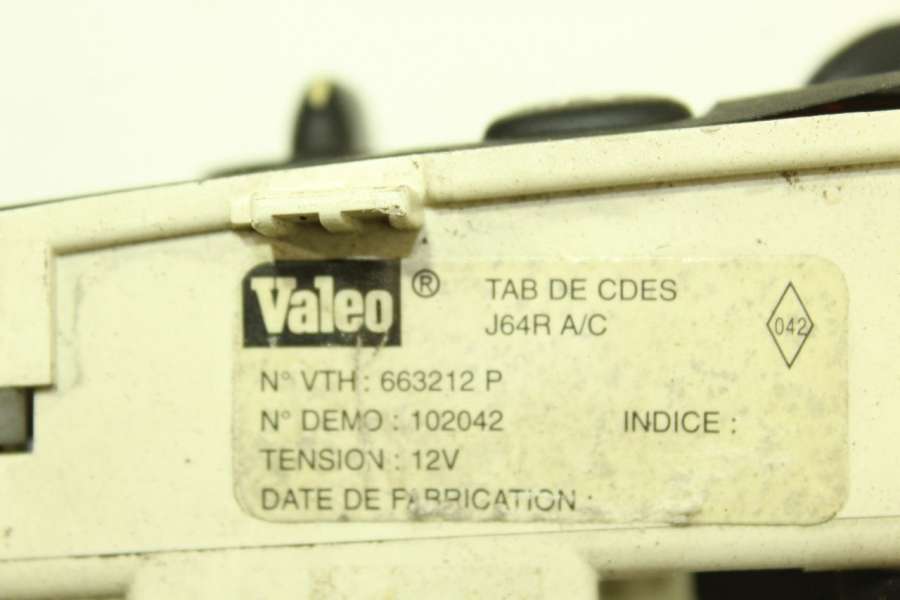 Valeo ® TAB DE CDES
J64R A/C
042
N° VTH : 663212 P
N° DEMO : 102042 INDICE :
TENSION : 12V
DATE DE FABRICATION :